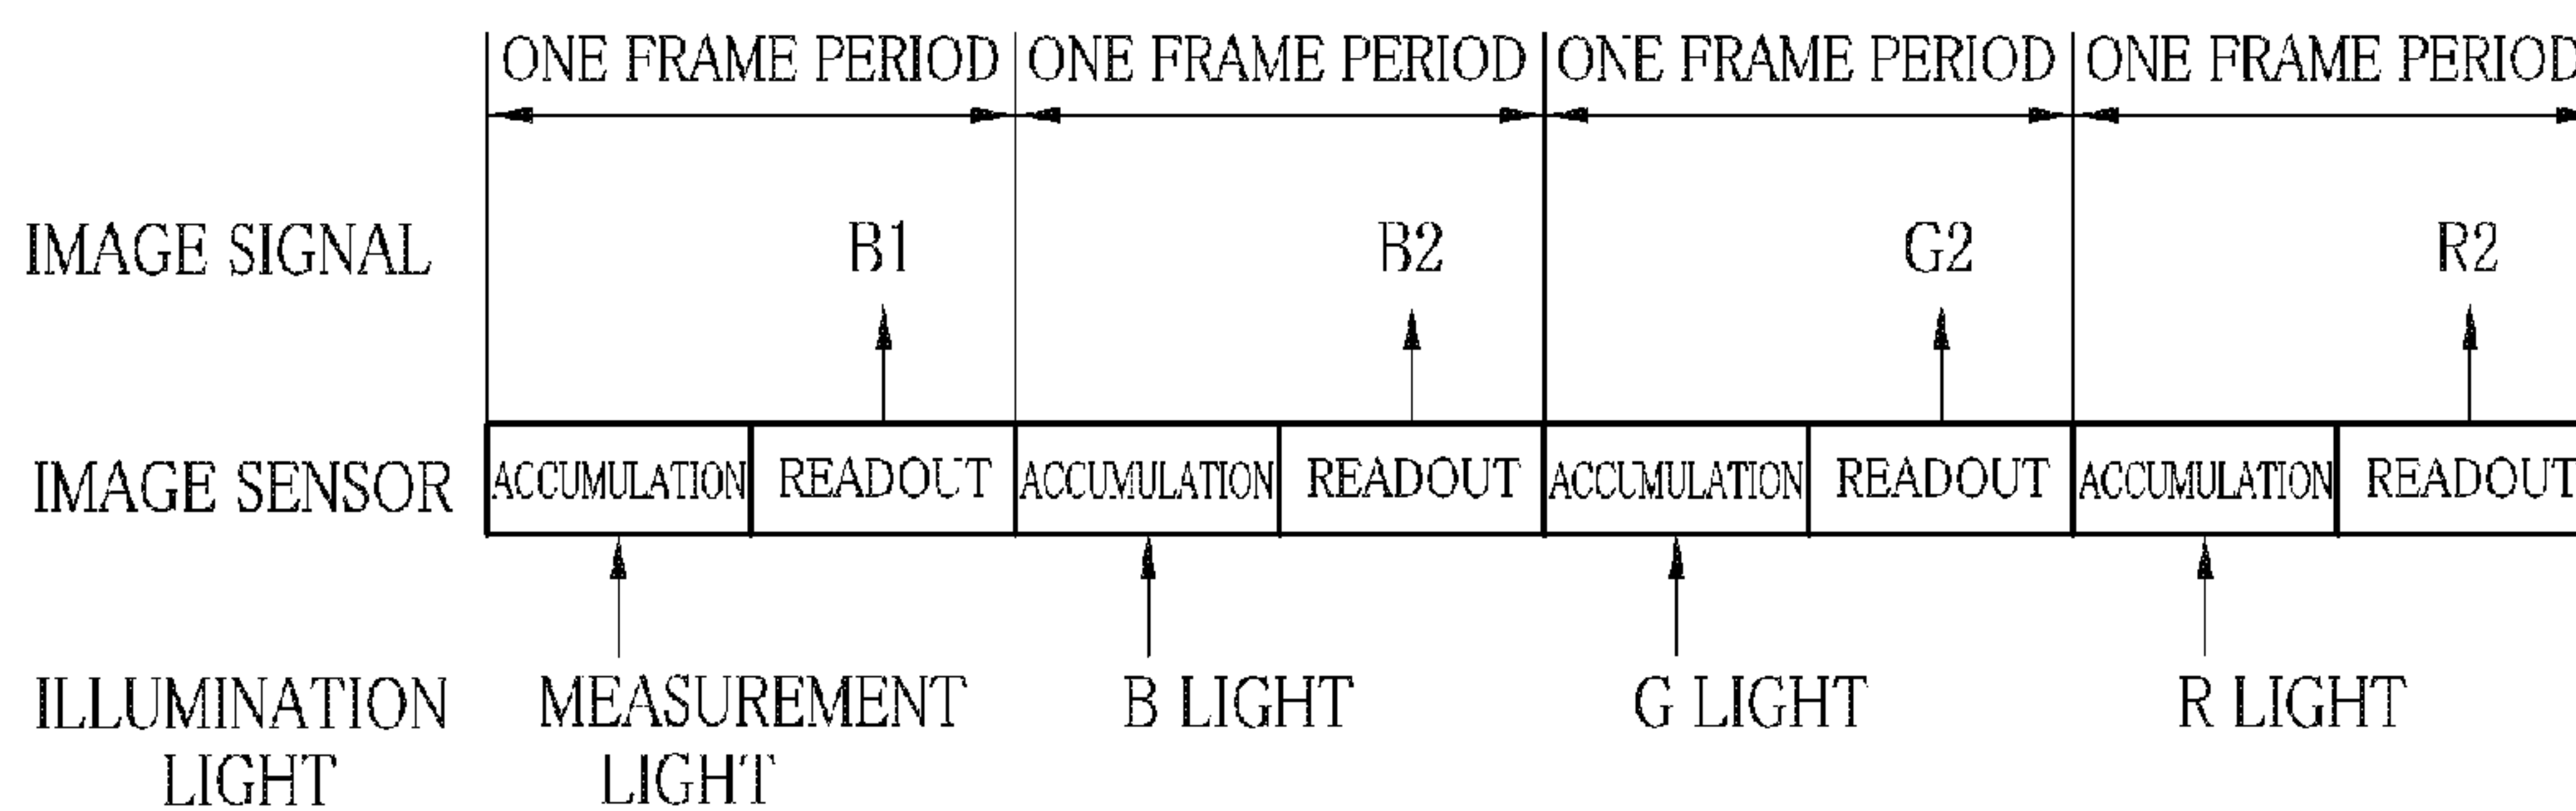 ONE FRAME PERIOD ONE FRAME PERIOD ONE FRAME PERIOD ONE FRAME PERIOD
IMAGE SIGNAL B1 B2 G2 R2
IMAGE SENSOR ACCUMULATION READOUT ACCUMULATION READOUT ACCUMULATION READOUT ACCUMULATION READOUT
ILLUMINATION MEASUREMENT B LIGHT G LIGHT R LIGHT
LIGHT LIGHT